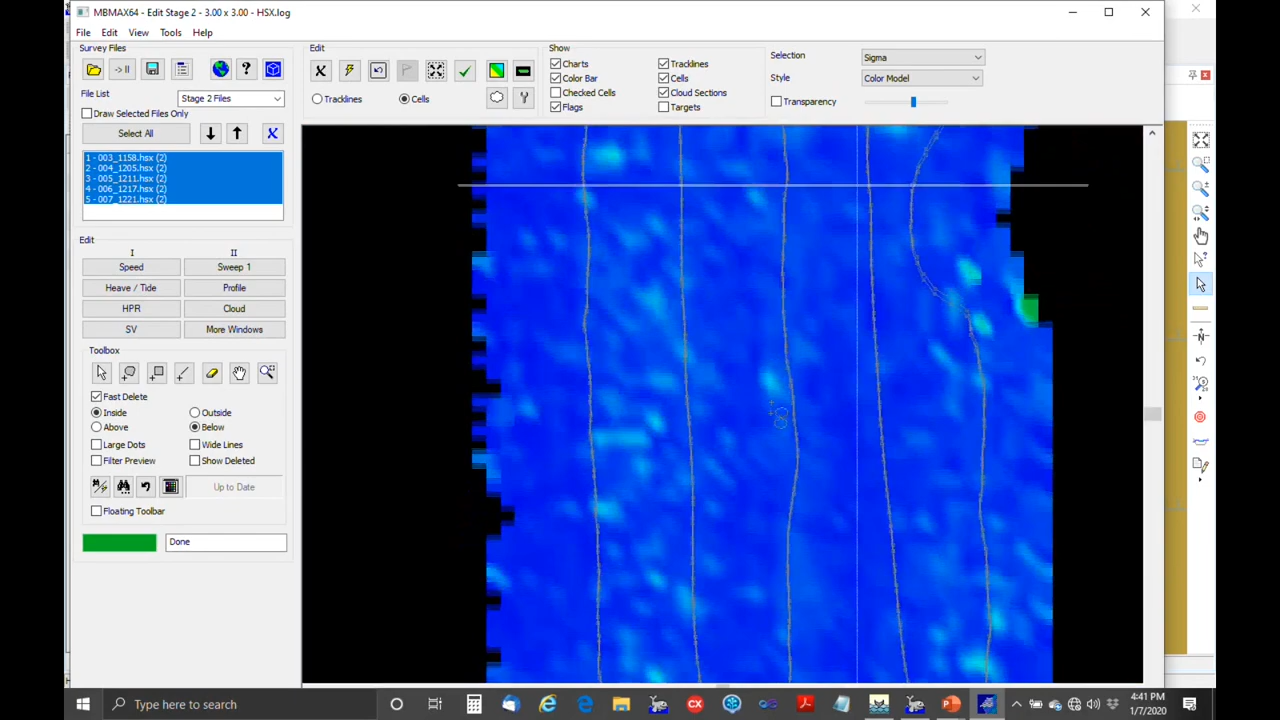 MBMAX64 - Edit Stage 2 - 3.00 x 3.00 - HSX.log
File Edit View Tools Help
Survey Files
Edit
Show
Selection
Sigma
Style
Color Model
Charts
Tracklines
Color Bar
Cells
Checked Cells
Cloud Sections
Flags
Targets
Transparency
Tracklines
Cells
File List
Stage 2 Files
Draw Selected Files Only
Select All
1 - 003_1158.hsx (2)
2 - 004_1205.hsx (2)
3 - 005_1211.hsx (2)
4 - 006_1217.hsx (2)
5 - 007_1221.hsx (2)
Edit
I II
Speed Sweep 1
Heave / Tide Profile
HPR Cloud
SV More Windows
Toolbox
Fast Delete
Inside Outside
Above Below
Large Dots Wide Lines
Filter Preview Show Deleted
Up to Date
Floating Toolbar
Done
Type here to search
4:41 PM
1/7/2020